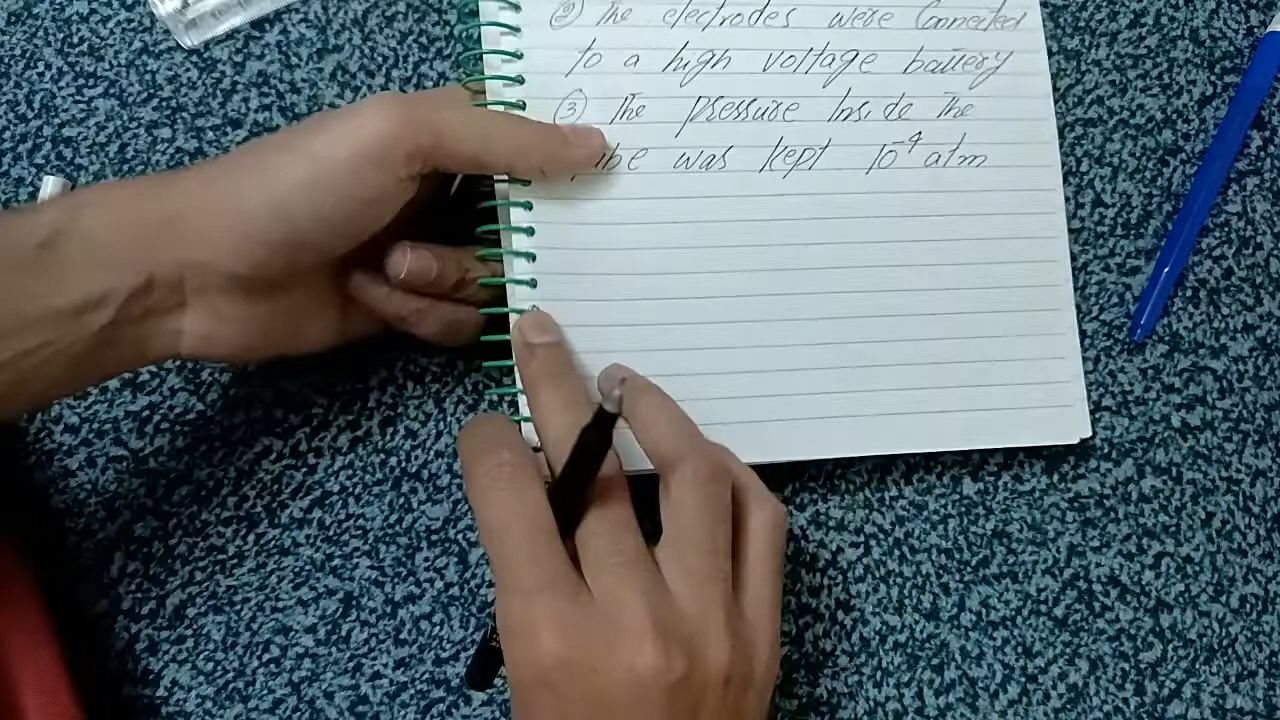 ② The electrodes were Connected
to a high voltage battery
③ The pressure Inside the
tube was kept 10⁻⁴ atm